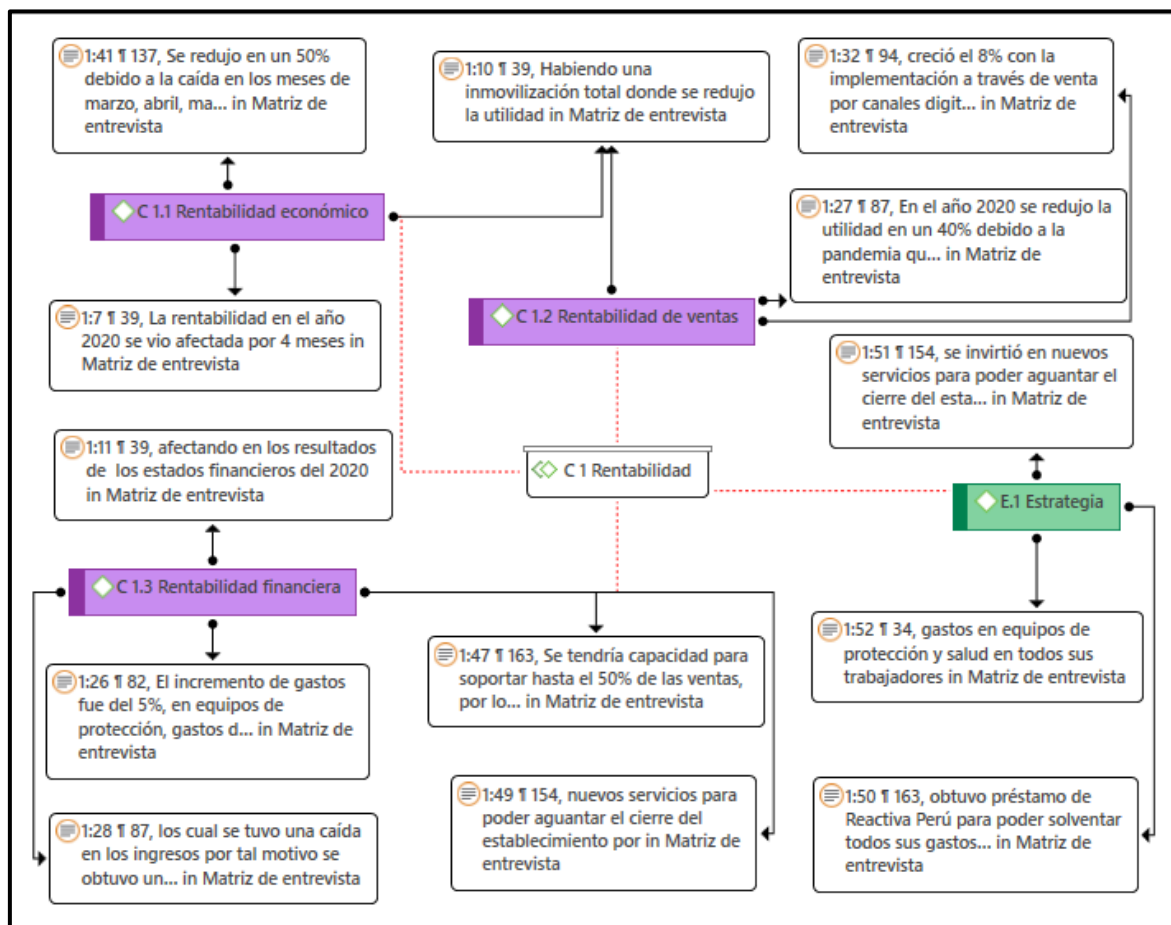 1:41 ¶ 137, Se redujo en un 50%
debido a la caída en los meses de
marzo, abril, ma... in Matriz de
entrevista
1:10 ¶ 39, Habiendo una
inmovilización total donde se redujo
la utilidad in Matriz de entrevista
1:32 ¶ 94, creció el 8% con la
implementación a través de venta
por canales digit... in Matriz de
entrevista
C 1.1 Rentabilidad económico
1:27 ¶ 87, En el año 2020 se redujo la
utilidad en un 40% debido a la
pandemia qu... in Matriz de
entrevista
1:7 ¶ 39, La rentabilidad en el año
2020 se vio afectada por 4 meses in
Matriz de entrevista
C 1.2 Rentabilidad de ventas
1:51 ¶ 154, se invirtió en nuevos
servicios para poder aguantar el
cierre del esta... in Matriz de
entrevista
1:11 ¶ 39, afectando en los resultados
de los estados financieros del 2020
in Matriz de entrevista
C 1 Rentabilidad
E.1 Estrategia
C 1.3 Rentabilidad financiera
1:26 ¶ 82, El incremento de gastos
fue del 5%, en equipos de
protección, gastos d... in Matriz de
entrevista
1:47 ¶ 163, Se tendría capacidad para
soportar hasta el 50% de las ventas,
por lo... in Matriz de entrevista
1:52 ¶ 34, gastos en equipos de
protección y salud en todos sus
trabajadores in Matriz de entrevista
1:28 ¶ 87, los cual se tuvo una caída
en los ingresos por tal motivo se
obtuvo un... in Matriz de entrevista
1:49 ¶ 154, nuevos servicios para
poder aguantar el cierre del
establecimiento por in Matriz de
entrevista
1:50 ¶ 163, obtuvo préstamo de
Reactiva Perú para poder solventar
todos sus gastos... in Matriz de
entrevista